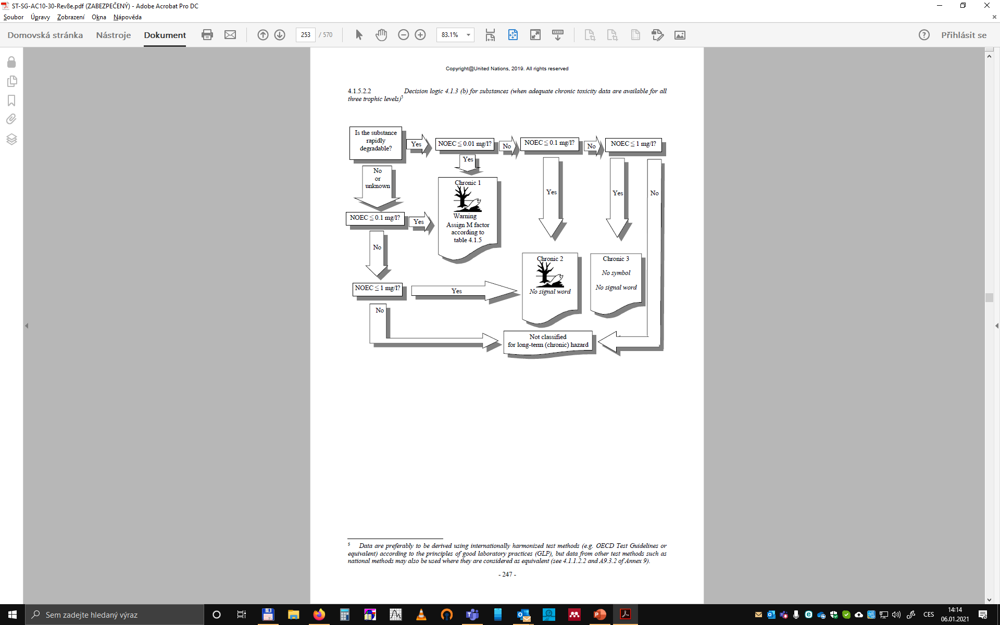 ST-SG-AC10-30-Rev8e.pdf (ZABEZPEČENÝ) - Adobe Acrobat Pro DC
Soubor Úpravy Zobrazení Okna Nápověda
Domovská stránka Nástroje Dokument 253 / 570 83.1% Přihlásit se
Copyright@United Nations, 2019. All rights reserved
4.1.5.2.2 Decision logic 4.1.3 (b) for substances (when adequate chronic toxicity data are available for all
three trophic levels)5
Is the substance
rapidly
degradable?
Yes
NOEC ≤ 0.01 mg/l?
No
NOEC ≤ 0.1 mg/l?
No
NOEC ≤ 1 mg/l?
Yes
No
or
unknown
Chronic 1
Warning
Assign M factor
according to
table 4.1.5
Yes
Yes
No
NOEC ≤ 0.1 mg/l?
Yes
No
Chronic 2
No signal word
Chronic 3
No symbol
No signal word
NOEC ≤ 1 mg/l?
Yes
No
Not classified
for long-term (chronic) hazard
5 Data are preferably to be derived using internationally harmonized test methods (e.g. OECD Test Guidelines or
equivalent) according to the principles of good laboratory practices (GLP), but data from other test methods such as
national methods may also be used where they are considered as equivalent (see 4.1.1.2.2 and A9.3.2 of Annex 9).
- 247 -
Sem zadejte hledaný výraz
CES
14:14
06.01.2021